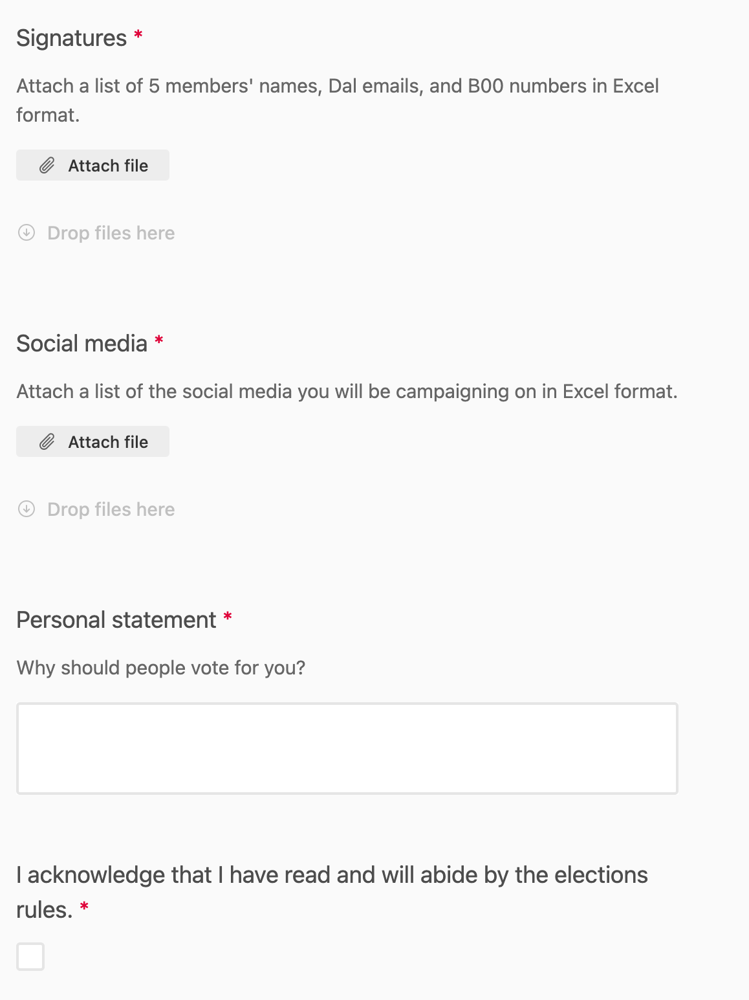 Signatures *
Attach a list of 5 members' names, Dal emails, and B00 numbers in Excel
format.
Attach file
Drop files here
Social media *
Attach a list of the social media you will be campaigning on in Excel format.
Attach file
Drop files here
Personal statement *
Why should people vote for you?
I acknowledge that I have read and will abide by the elections
rules. *